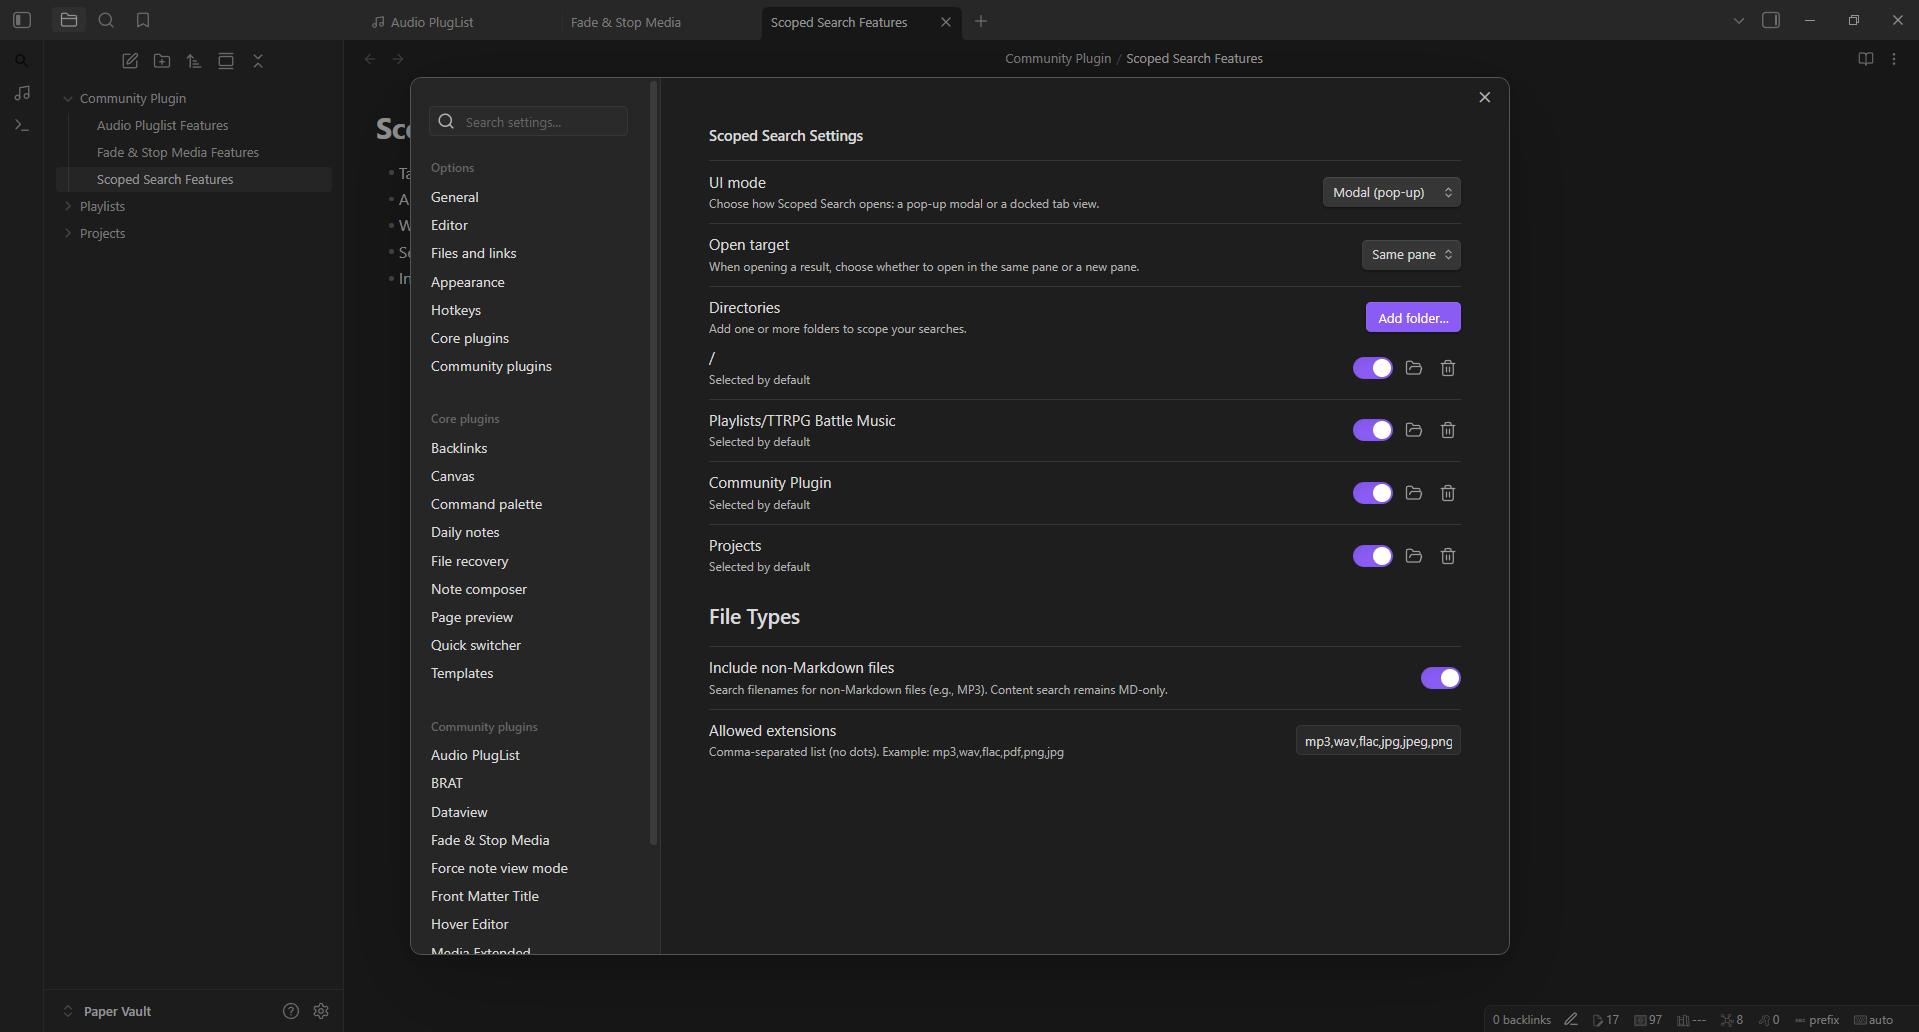 Audio PlugList
Fade & Stop Media
Scoped Search Features
Community Plugin / Scoped Search Features
Community Plugin
Audio Pluglist Features
Fade & Stop Media Features
Scoped Search Features
Playlists
Projects
Search settings...
Options
General
Editor
Files and links
Appearance
Hotkeys
Core plugins
Community plugins
Core plugins
Backlinks
Canvas
Command palette
Daily notes
File recovery
Note composer
Page preview
Quick switcher
Templates
Community plugins
Audio PlugList
BRAT
Dataview
Fade & Stop Media
Force note view mode
Front Matter Title
Hover Editor
Media Extended
Scoped Search Settings
UI mode
Choose how Scoped Search opens: a pop-up modal or a docked tab view.
Modal (pop-up)
Open target
When opening a result, choose whether to open in the same pane or a new pane.
Same pane
Directories
Add one or more folders to scope your searches.
Add folder...
/
Selected by default
Playlists/TTRPG Battle Music
Selected by default
Community Plugin
Selected by default
Projects
Selected by default
File Types
Include non-Markdown files
Search filenames for non-Markdown files (e.g., MP3). Content search remains MD-only.
Allowed extensions
Comma-separated list (no dots). Example: mp3,wav,flac,pdf,png,jpg
mp3,wav,flac,jpg,jpeg,png
Paper Vault
0 backlinks
17
97
---
8
0
prefix
auto